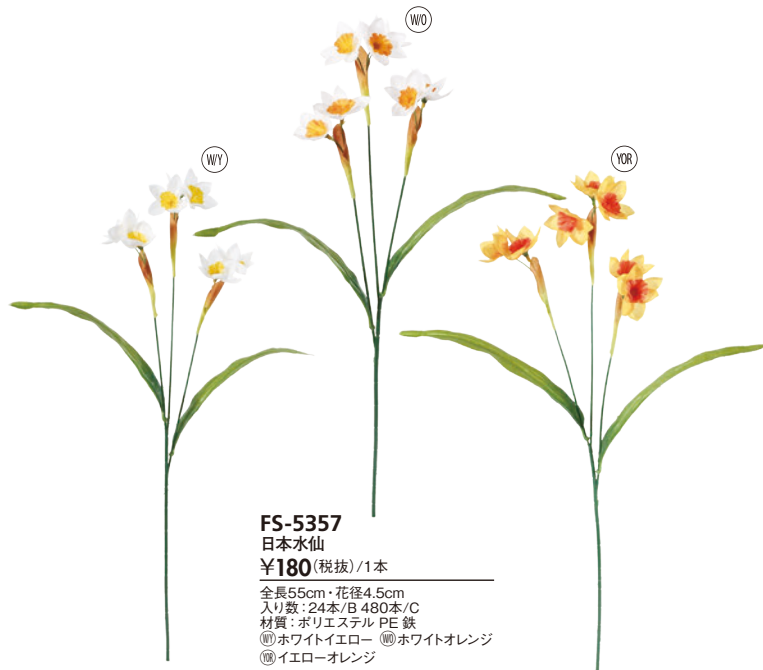 W/O
W/Y
YOR
FS-5357
日本水仙
¥180(税抜)/1本
全長55cm・花径4.5cm
入り数:24本/B 480本/C
材質:ポリエステル PE 鉄
W/Y ホワイトイエロー W/O ホワイトオレンジ
YOR イエローオレンジ